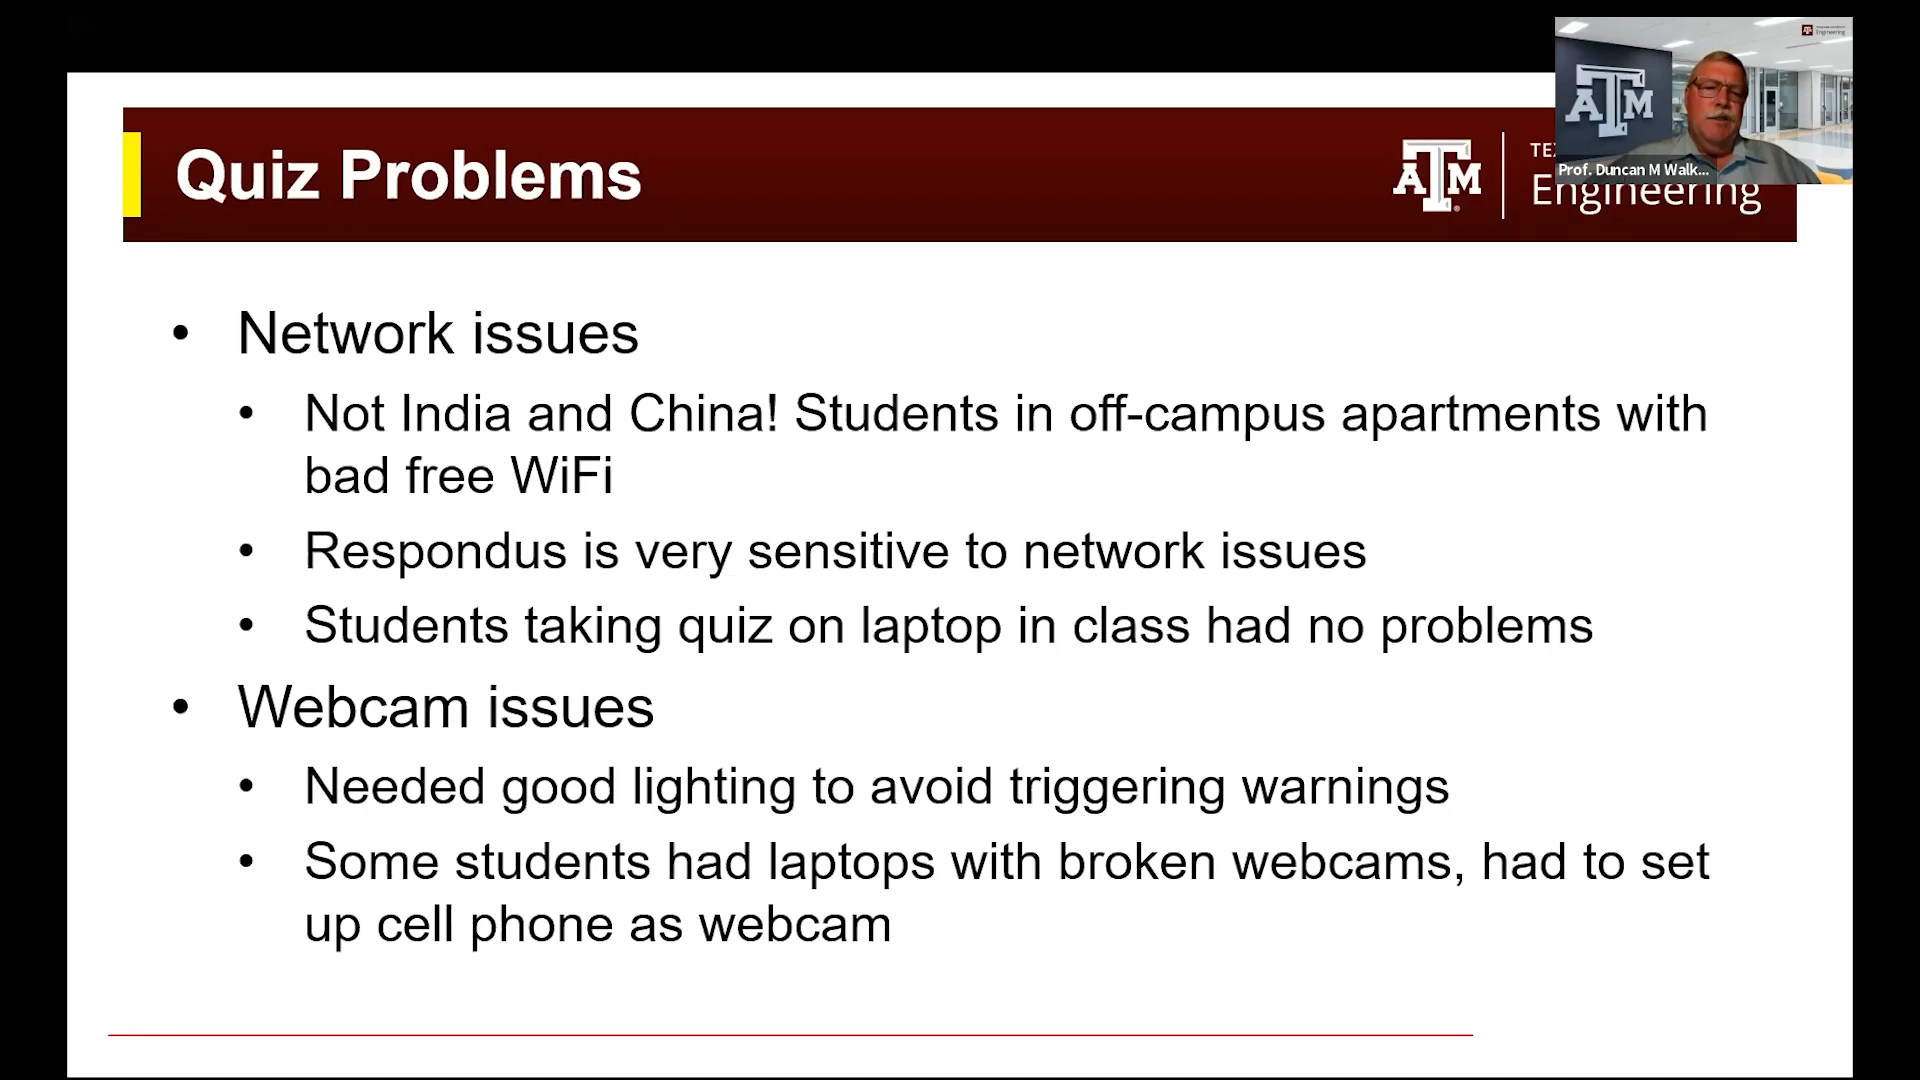 Quiz Problems
ATM
Engineering
ATM
Engineering
Prof. Duncan M Walk...
• Network issues
• Not India and China! Students in off-campus apartments with
bad free WiFi
• Respondus is very sensitive to network issues
• Students taking quiz on laptop in class had no problems
• Webcam issues
• Needed good lighting to avoid triggering warnings
• Some students had laptops with broken webcams, had to set
up cell phone as webcam